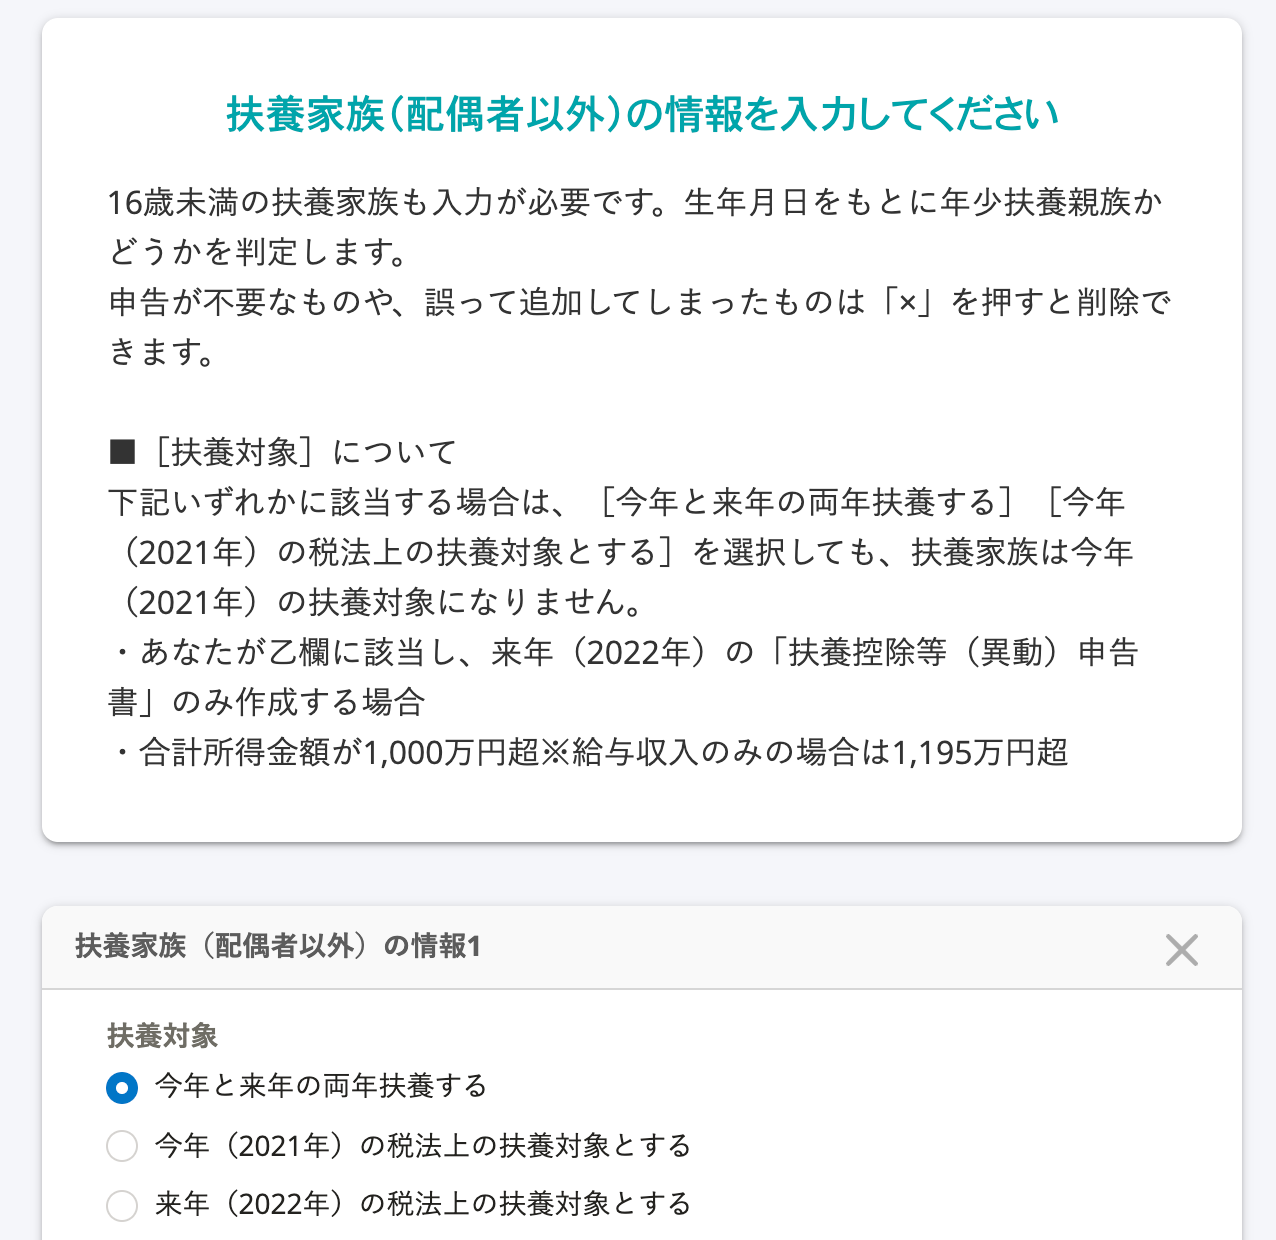 扶養家族（配偶者以外）の情報を入力してください
16歳未満の扶養家族も入力が必要です。生年月日をもとに年少扶養親族か
どうかを判定します。
申告が不要なものや、誤って追加してしまったものは「×」を押すと削除で
きます。
■［扶養対象］について
下記いずれかに該当する場合は、［今年と来年の両年扶養する］［今年
（2021年）の税法上の扶養対象とする］を選択しても、扶養家族は今年
（2021年）の扶養対象になりません。
・あなたが乙欄に該当し、来年（2022年）の「扶養控除等（異動）申告
書」のみ作成する場合
・合計所得金額が1,000万円超※給与収入のみの場合は1,195万円超
扶養家族（配偶者以外）の情報1
扶養対象
今年と来年の両年扶養する
今年（2021年）の税法上の扶養対象とする
来年（2022年）の税法上の扶養対象とする